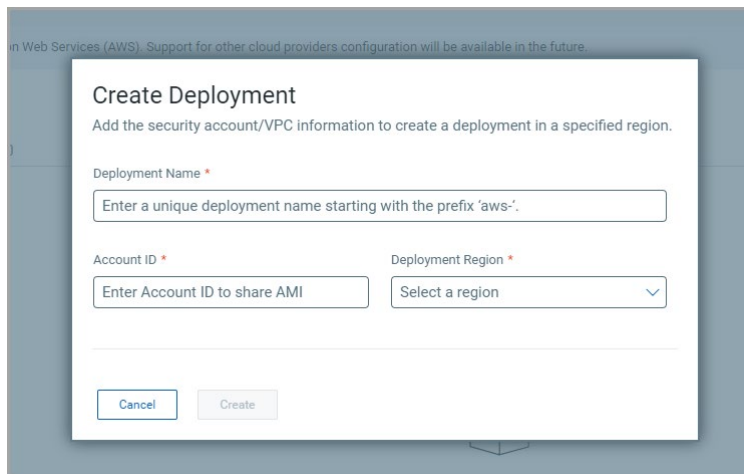 n Web Services (AWS). Support for other cloud providers configuration will be available in the future.
Create Deployment
Add the security account/VPC information to create a deployment in a specified region.
)
Deployment Name *
Enter a unique deployment name starting with the prefix ‘aws-’.
Account ID * Deployment Region *
Enter Account ID to share AMI Select a region
Cancel Create